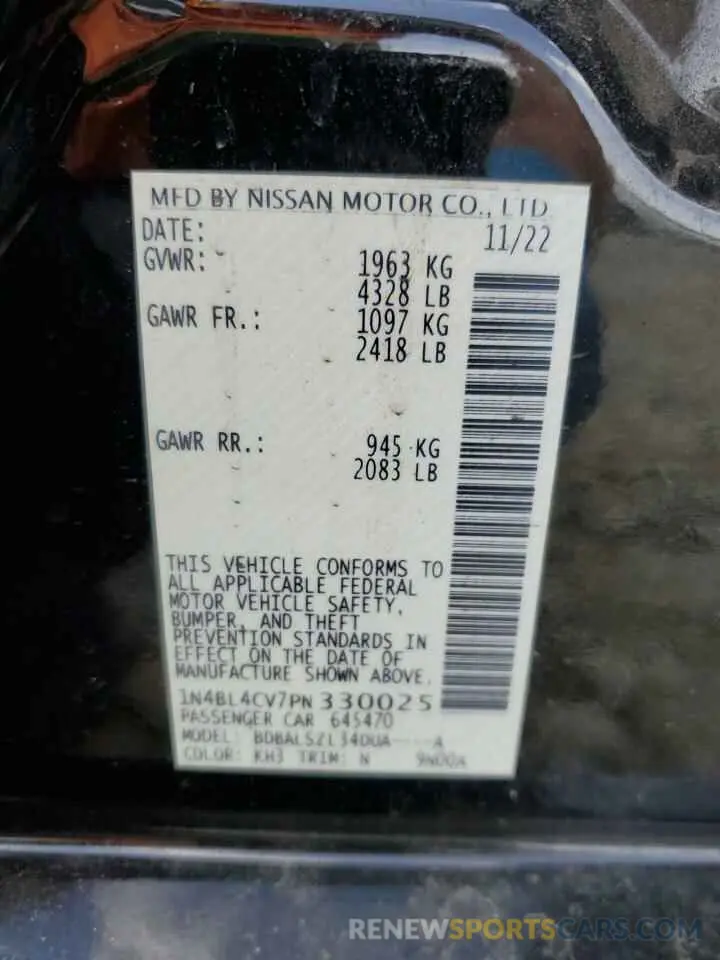 MFD BY NISSAN MOTOR CO., LTD
DATE: 11/22
GVWR: 1963 KG
4328 LB
GAWR FR.: 1097 KG
2418 LB
GAWR RR.: 945 KG
2083 LB
THIS VEHICLE CONFORMS TO
ALL APPLICABLE FEDERAL
MOTOR VEHICLE SAFETY,
BUMPER, AND THEFT
PREVENTION STANDARDS IN
EFFECT ON THE DATE OF
MANUFACTURE SHOWN ABOVE.
1N4BL4CV7PN330025
PASSENGER CAR 645470
MODEL:
COLOR: KH3 TRIM: N 9N00A
RENEWSPORTSCARS.COM